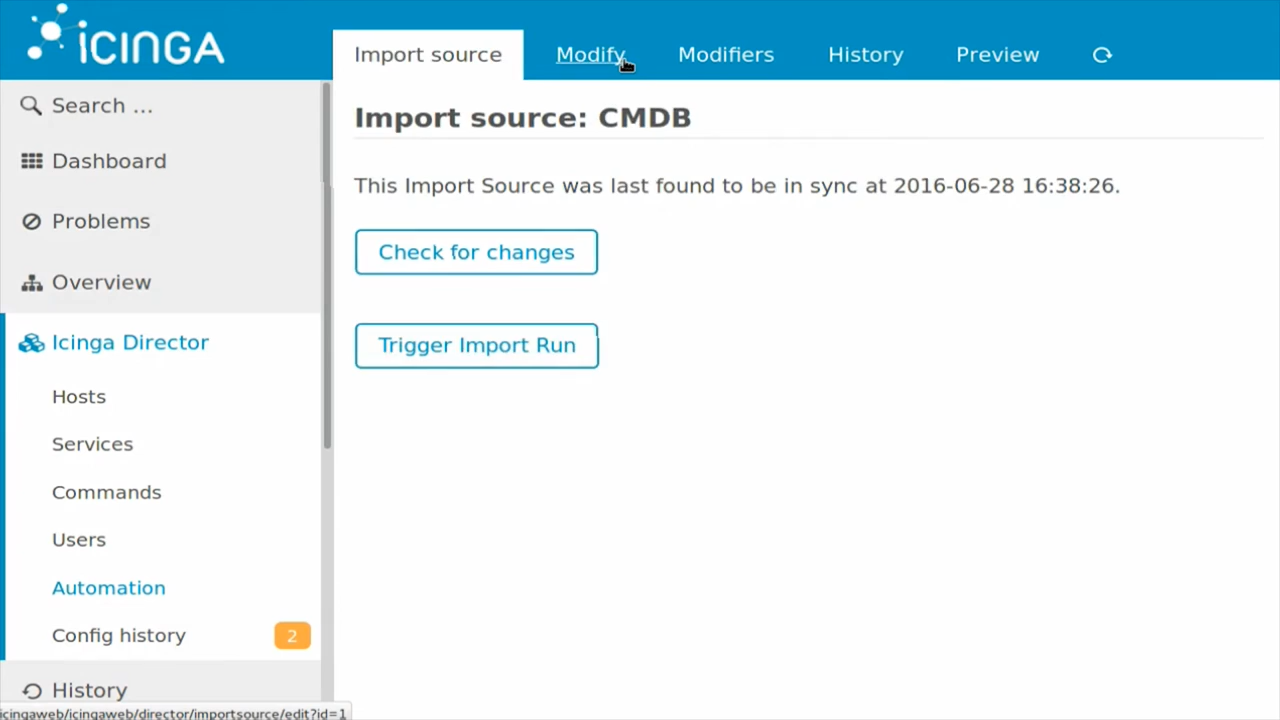 iCINGA
Import source Modify Modifiers History Preview
Search ...
Dashboard
Problems
Overview
Icinga Director
Hosts
Services
Commands
Users
Automation
Config history 2
History
Import source: CMDB
This Import Source was last found to be in sync at 2016-06-28 16:38:26.
Check for changes
Trigger Import Run
icingaweb/icingaweb/director/importsource/edit?id=1